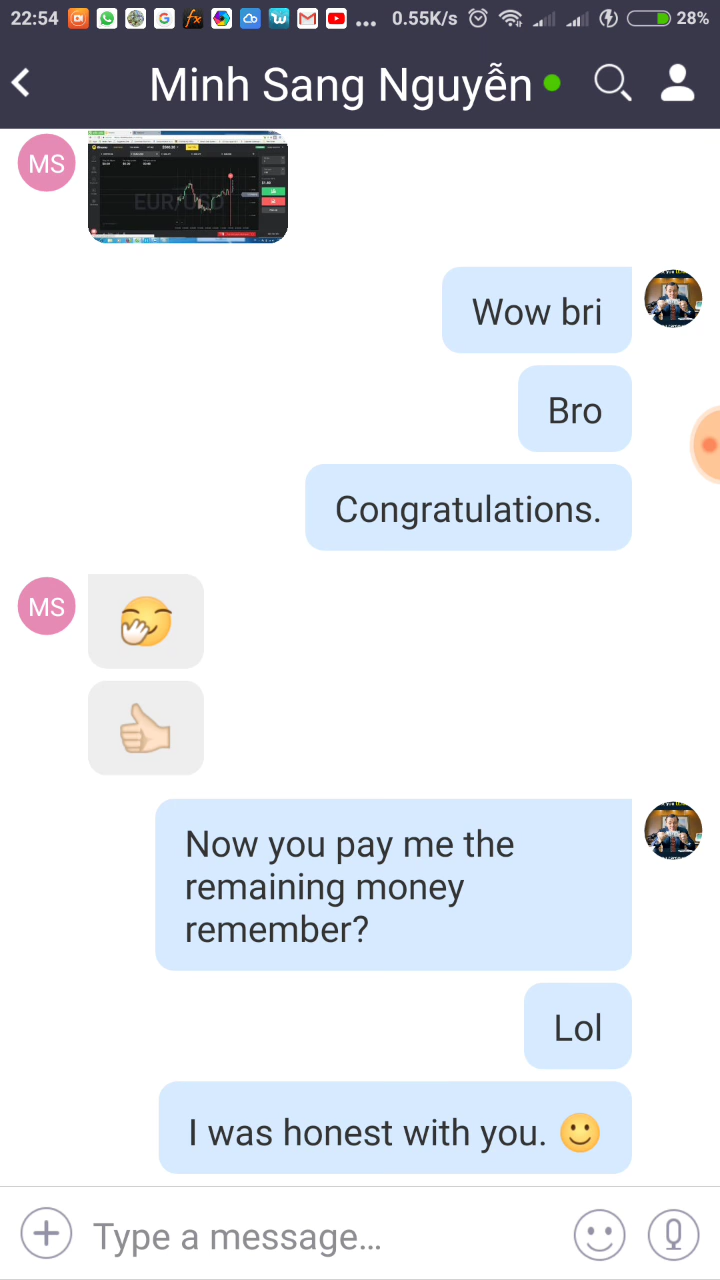 22:54
0.55K/s
28%
Minh Sang Nguyễn
MS
EUR/USD
Wow bri
Bro
Congratulations.
MS
Now you pay me the
remaining money
remember?
Lol
I was honest with you.
Type a message...